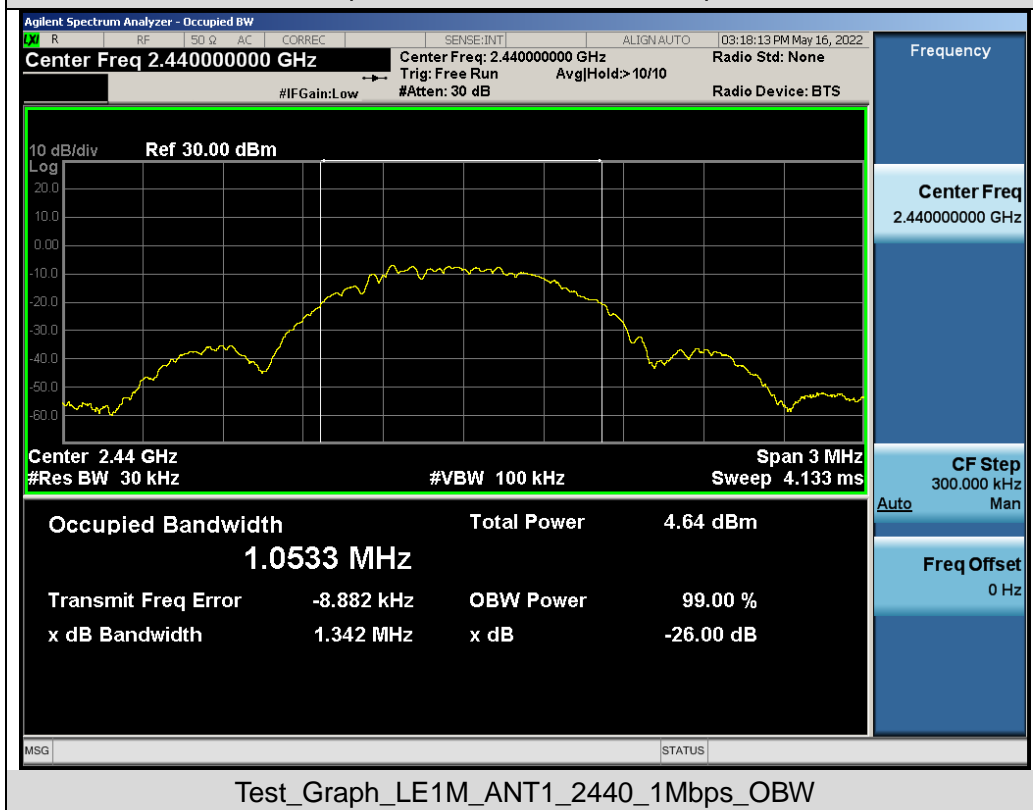 Agilent Spectrum Analyzer - Occupied BW
LXI R RF 50 Ω AC CORREC SENSE:INT ALIGN AUTO 03:18:13 PM May 16, 2022
Center Freq 2.440000000 GHz
Center Freq: 2.440000000 GHz
Radio Std: None
Trig: Free Run Avg|Hold:> 10/10
#IFGain:Low
#Atten: 30 dB
Radio Device: BTS
Frequency
10 dB/div Ref 30.00 dBm
Log
20.0
10.0
0.00
-10.0
-20.0
-30.0
-40.0
-50.0
-60.0
Center 2.44 GHz Span 3 MHz
#Res BW 30 kHz #VBW 100 kHz Sweep 4.133 ms
Center Freq
2.440000000 GHz
CF Step
300.000 kHz
Auto Man
Freq Offset
0 Hz
Occupied Bandwidth Total Power 4.64 dBm
1.0533 MHz
Transmit Freq Error -8.882 kHz OBW Power 99.00 %
x dB Bandwidth 1.342 MHz x dB -26.00 dB
MSG STATUS
Test_Graph_LE1M_ANT1_2440_1Mbps_OBW